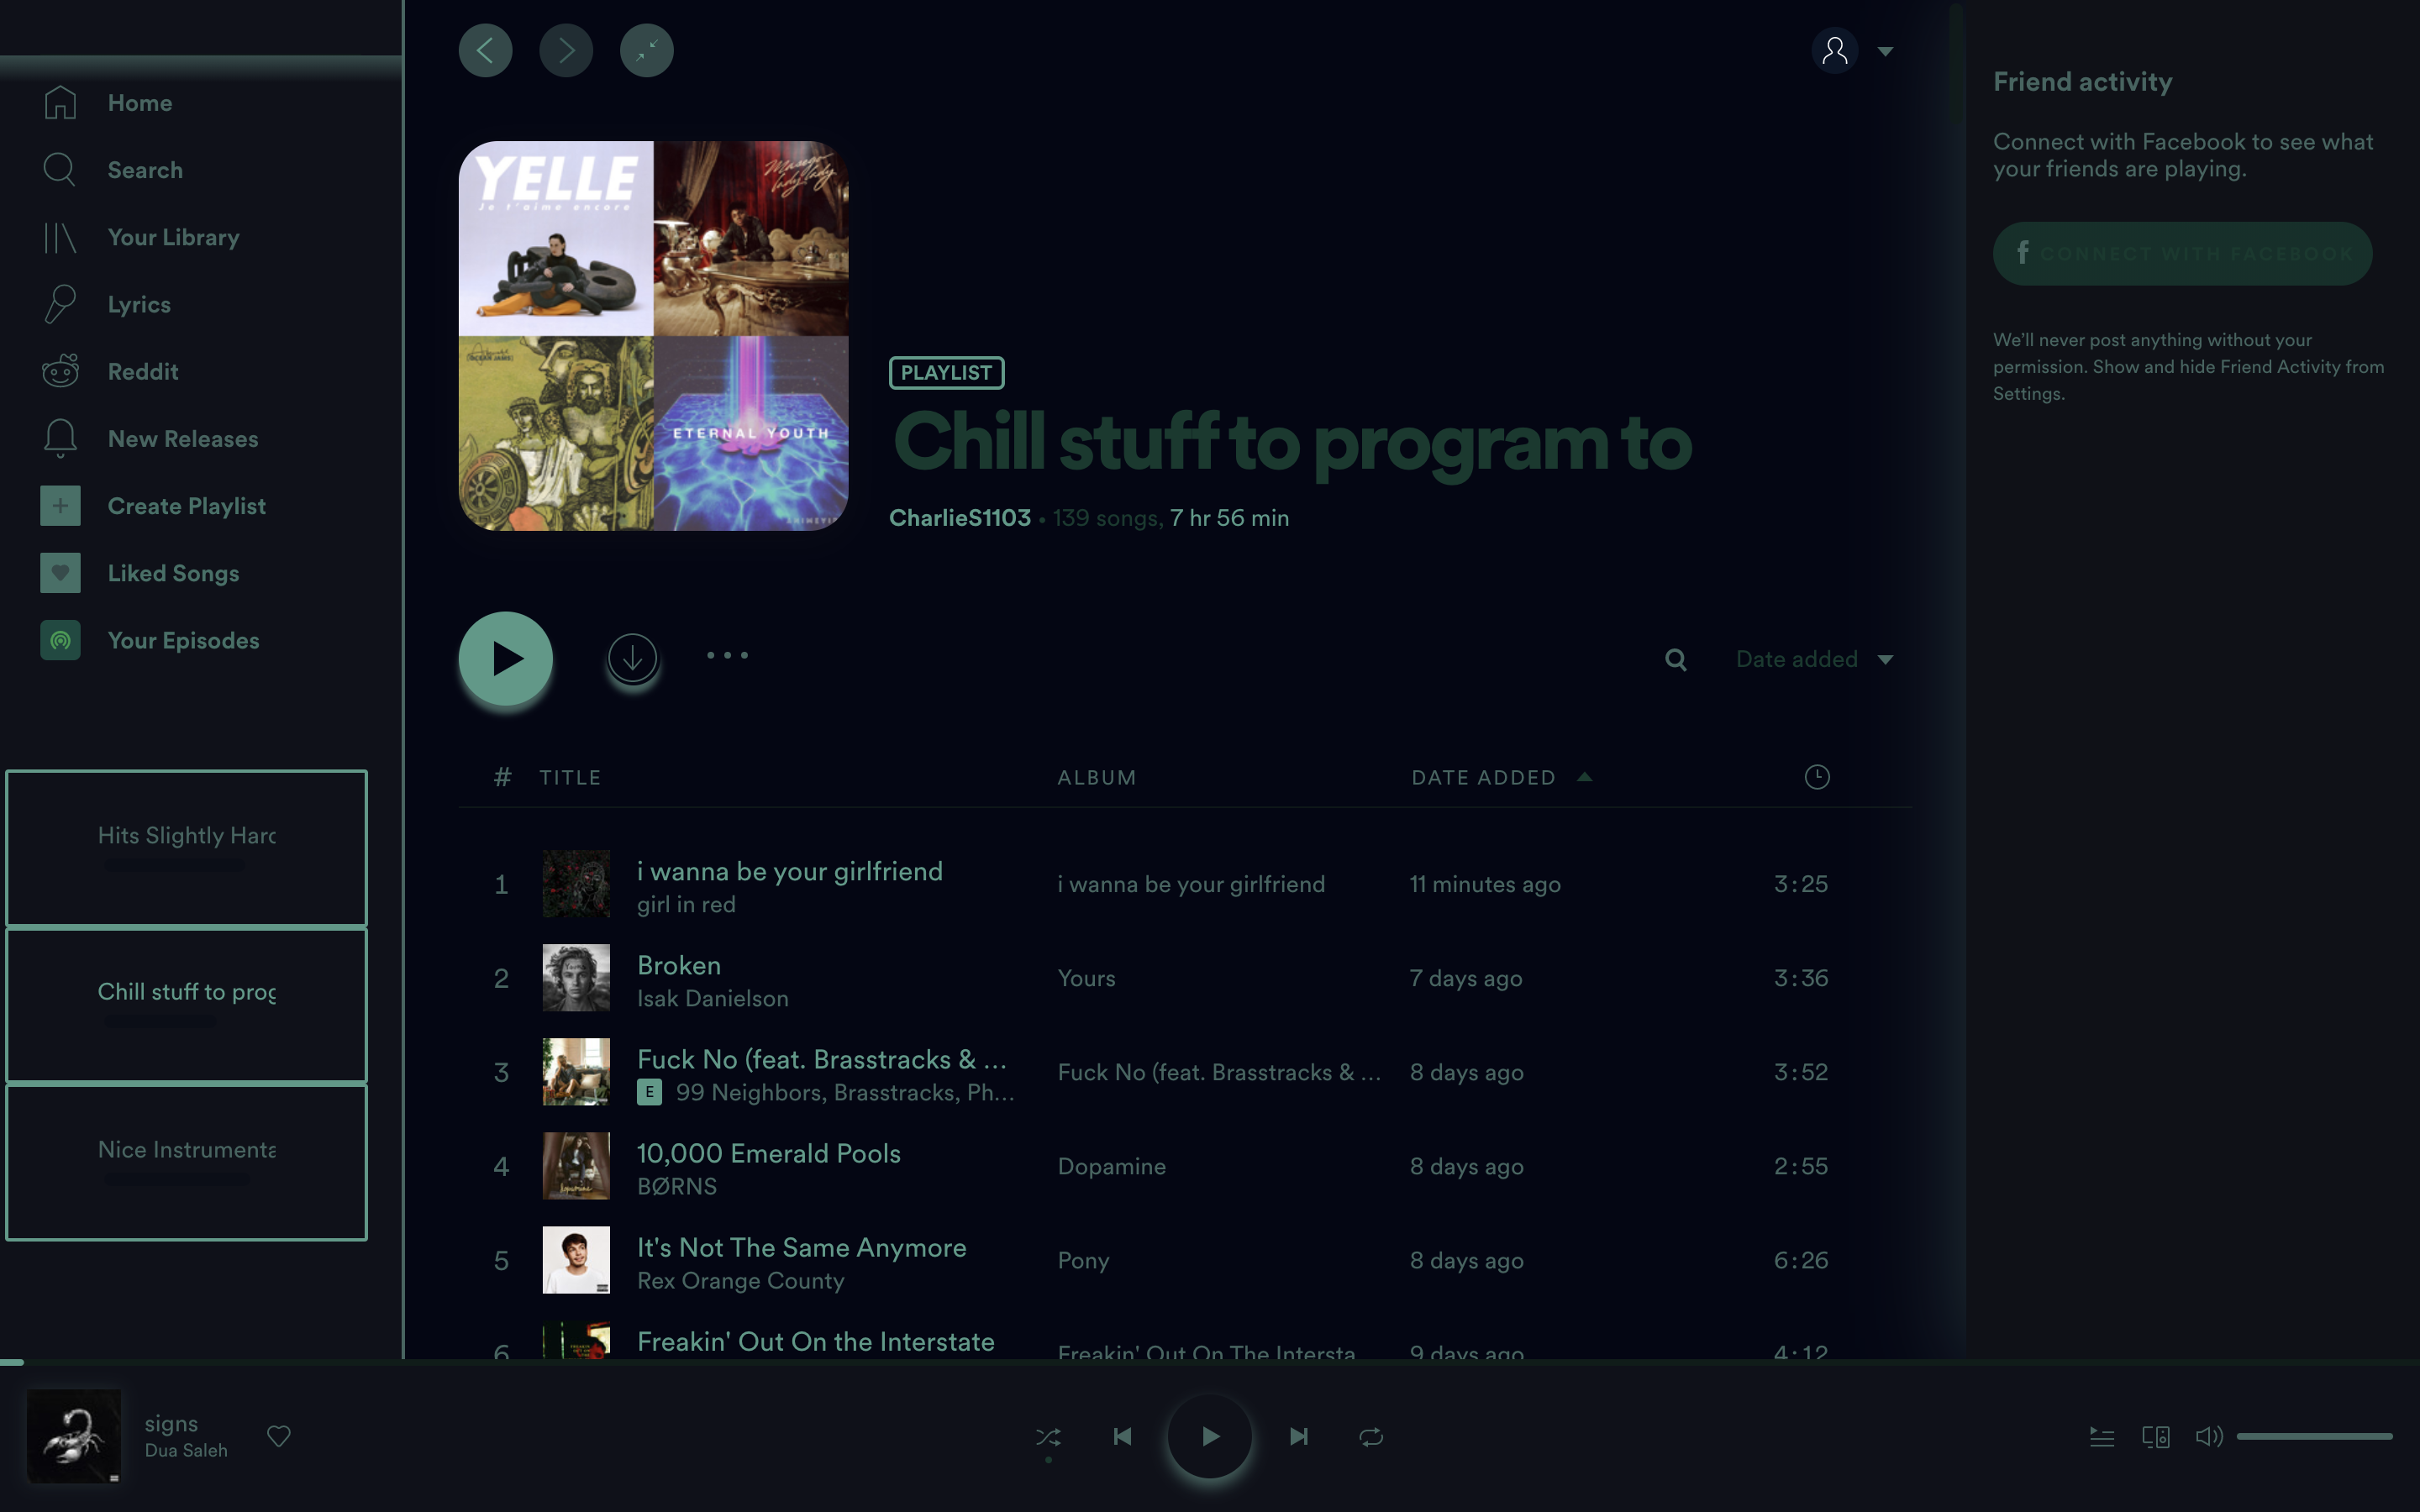 Home
Search
Your Library
Lyrics
Reddit
New Releases
Create Playlist
Liked Songs
Your Episodes
Hits Slightly Hard
Chill stuff to prog
Nice Instrumenta
YELLE
Je t'aime encore
Masego
Lady Lady
ETERNAL YOUTH
PLAYLIST
Chill stuff to program to
CharlieS1103 • 139 songs, 7 hr 56 min
Date added
# TITLE ALBUM DATE ADDED
1 i wanna be your girlfriend i wanna be your girlfriend 11 minutes ago 3:25
girl in red
2 Broken Yours 7 days ago 3:36
Isak Danielson
3 Fuck No (feat. Brasstracks & ... Fuck No (feat. Brasstracks & ... 8 days ago 3:52
E 99 Neighbors, Brasstracks, Ph...
4 10,000 Emerald Pools Dopamine 8 days ago 2:55
BØRNS
5 It's Not The Same Anymore Pony 8 days ago 6:26
Rex Orange County
6 Freakin' Out On the Interstate Freakin' Out On The Intersta 9 days ago 4:12
Friend activity
Connect with Facebook to see what
your friends are playing.
f CONNECT WITH FACEBOOK
We'll never post anything without your
permission. Show and hide Friend Activity from
Settings.
signs
Dua Saleh